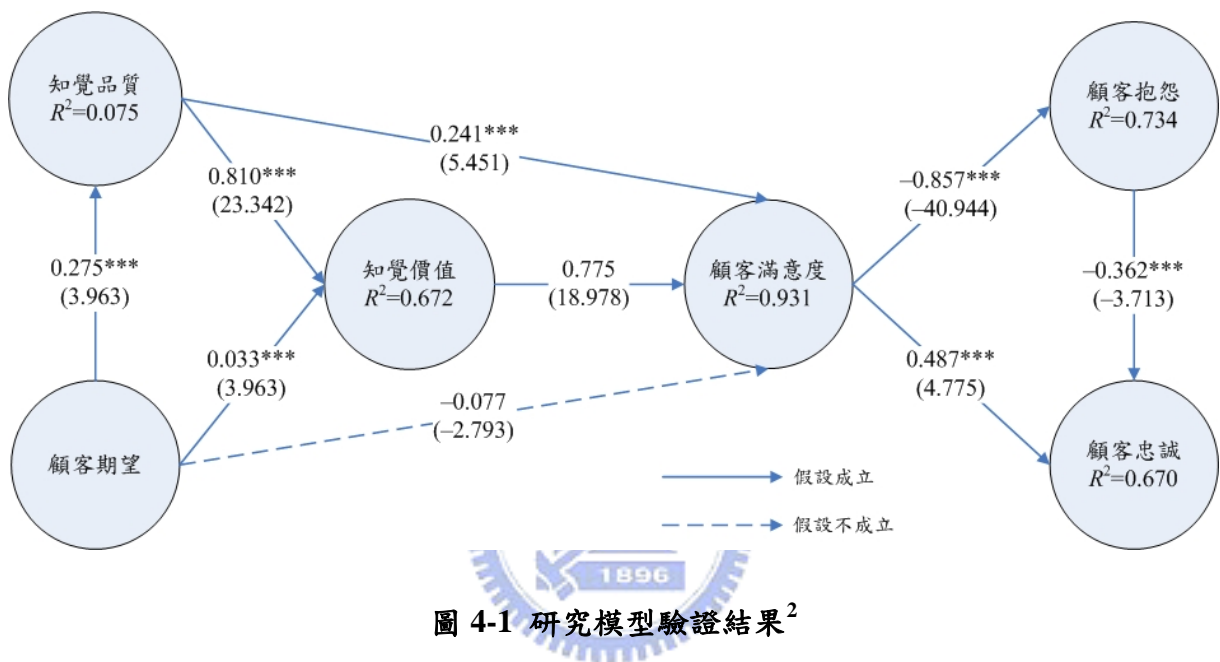 知覺品質
R²=0.075
顧客抱怨
R²=0.734
0.241***
(5.451)
0.810***
(23.342)
–0.857***
(–40.944)
知覺價值
R²=0.672
0.775
(18.978)
顧客滿意度
R²=0.931
0.275***
(3.963)
–0.362***
(–3.713)
0.033***
(3.963)
0.487***
(4.775)
–0.077
(–2.793)
顧客期望
顧客忠誠
R²=0.670
假設成立
假設不成立
1896
圖 4-1 研究模型驗證結果²